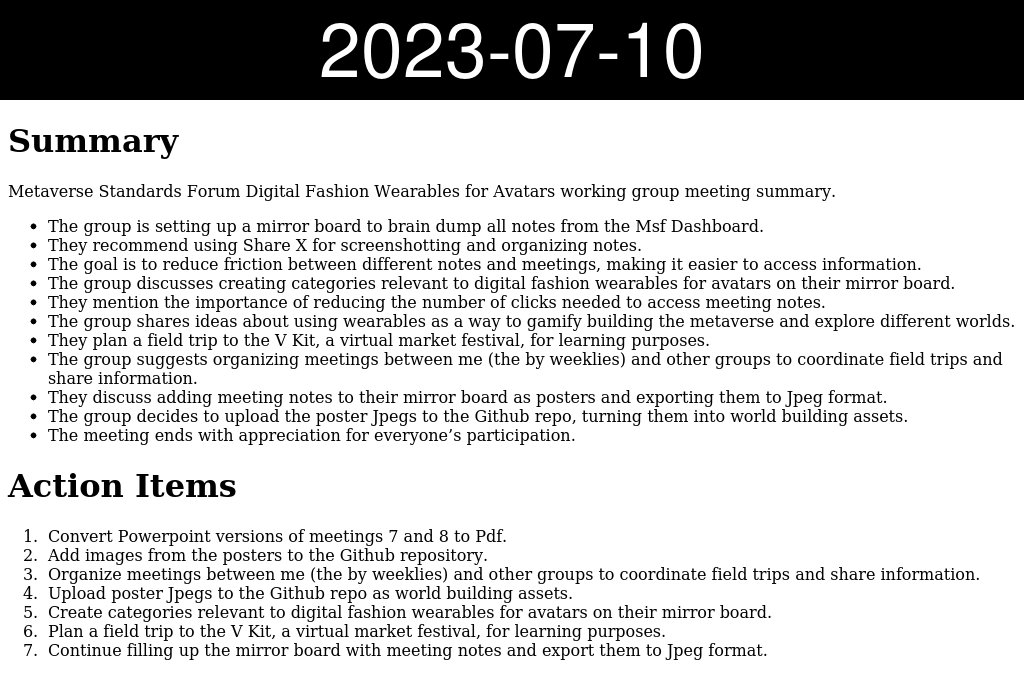 2023-07-10
Summary
Metaverse Standards Forum Digital Fashion Wearables for Avatars working group meeting summary.
• The group is setting up a mirror board to brain dump all notes from the Msf Dashboard.
• They recommend using Share X for screenshotting and organizing notes.
• The goal is to reduce friction between different notes and meetings, making it easier to access information.
• The group discusses creating categories relevant to digital fashion wearables for avatars on their mirror board.
• They mention the importance of reducing the number of clicks needed to access meeting notes.
• The group shares ideas about using wearables as a way to gamify building the metaverse and explore different worlds.
• They plan a field trip to the V Kit, a virtual market festival, for learning purposes.
• The group suggests organizing meetings between me (the by weeklies) and other groups to coordinate field trips and
share information.
• They discuss adding meeting notes to their mirror board as posters and exporting them to Jpeg format.
• The group decides to upload the poster Jpegs to the Github repo, turning them into world building assets.
• The meeting ends with appreciation for everyone’s participation.
Action Items
1. Convert Powerpoint versions of meetings 7 and 8 to Pdf.
2. Add images from the posters to the Github repository.
3. Organize meetings between me (the by weeklies) and other groups to coordinate field trips and share information.
4. Upload poster Jpegs to the Github repo as world building assets.
5. Create categories relevant to digital fashion wearables for avatars on their mirror board.
6. Plan a field trip to the V Kit, a virtual market festival, for learning purposes.
7. Continue filling up the mirror board with meeting notes and export them to Jpeg format.